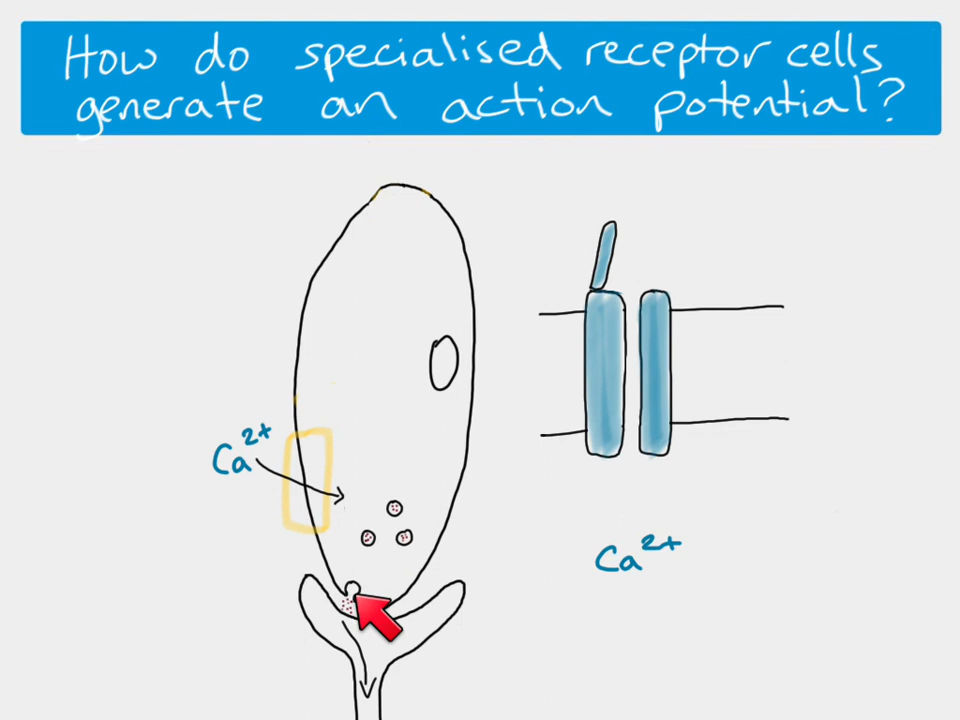 How do specialised receptor cells
generate an action potential?
Ca2+
Ca2+